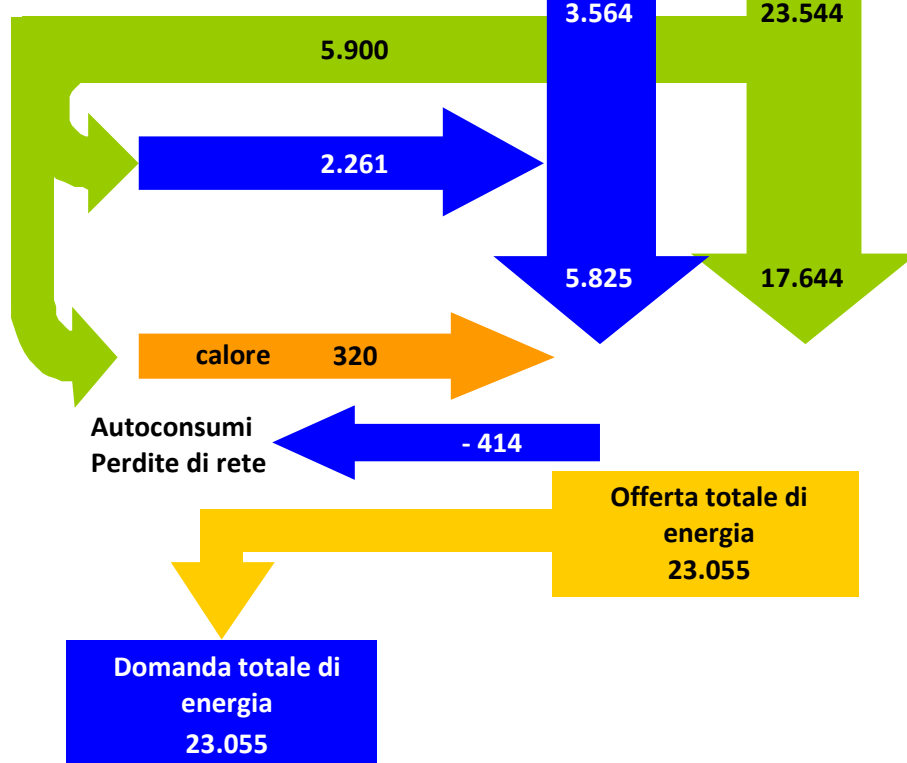 3.564
23.544
5.900
2.261
5.825
17.644
calore 320
Autoconsumi
Perdite di rete
- 414
Offerta totale di
energia
23.055
Domanda totale di
energia
23.055